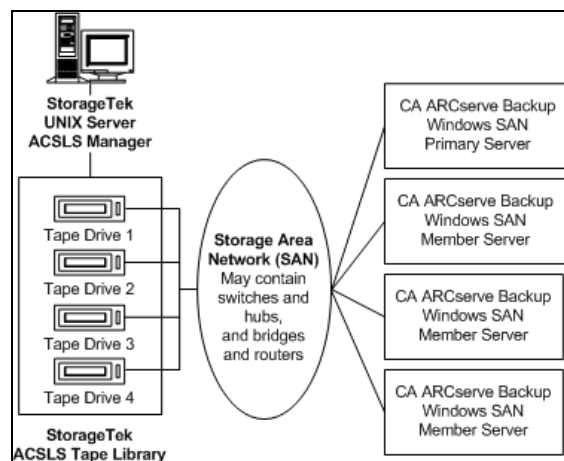 StorageTek
UNIX Server
ACSLS Manager
Tape Drive 1
Tape Drive 2
Tape Drive 3
Tape Drive 4
StorageTek
ACSLS Tape Library
Storage Area
Network (SAN)
May contain
switches and
hubs,
and bridges
and routers
CA ARCserve Backup
Windows SAN
Primary Server
CA ARCserve Backup
Windows SAN
Member Server
CA ARCserve Backup
Windows SAN
Member Server
CA ARCserve Backup
Windows SAN
Member Server